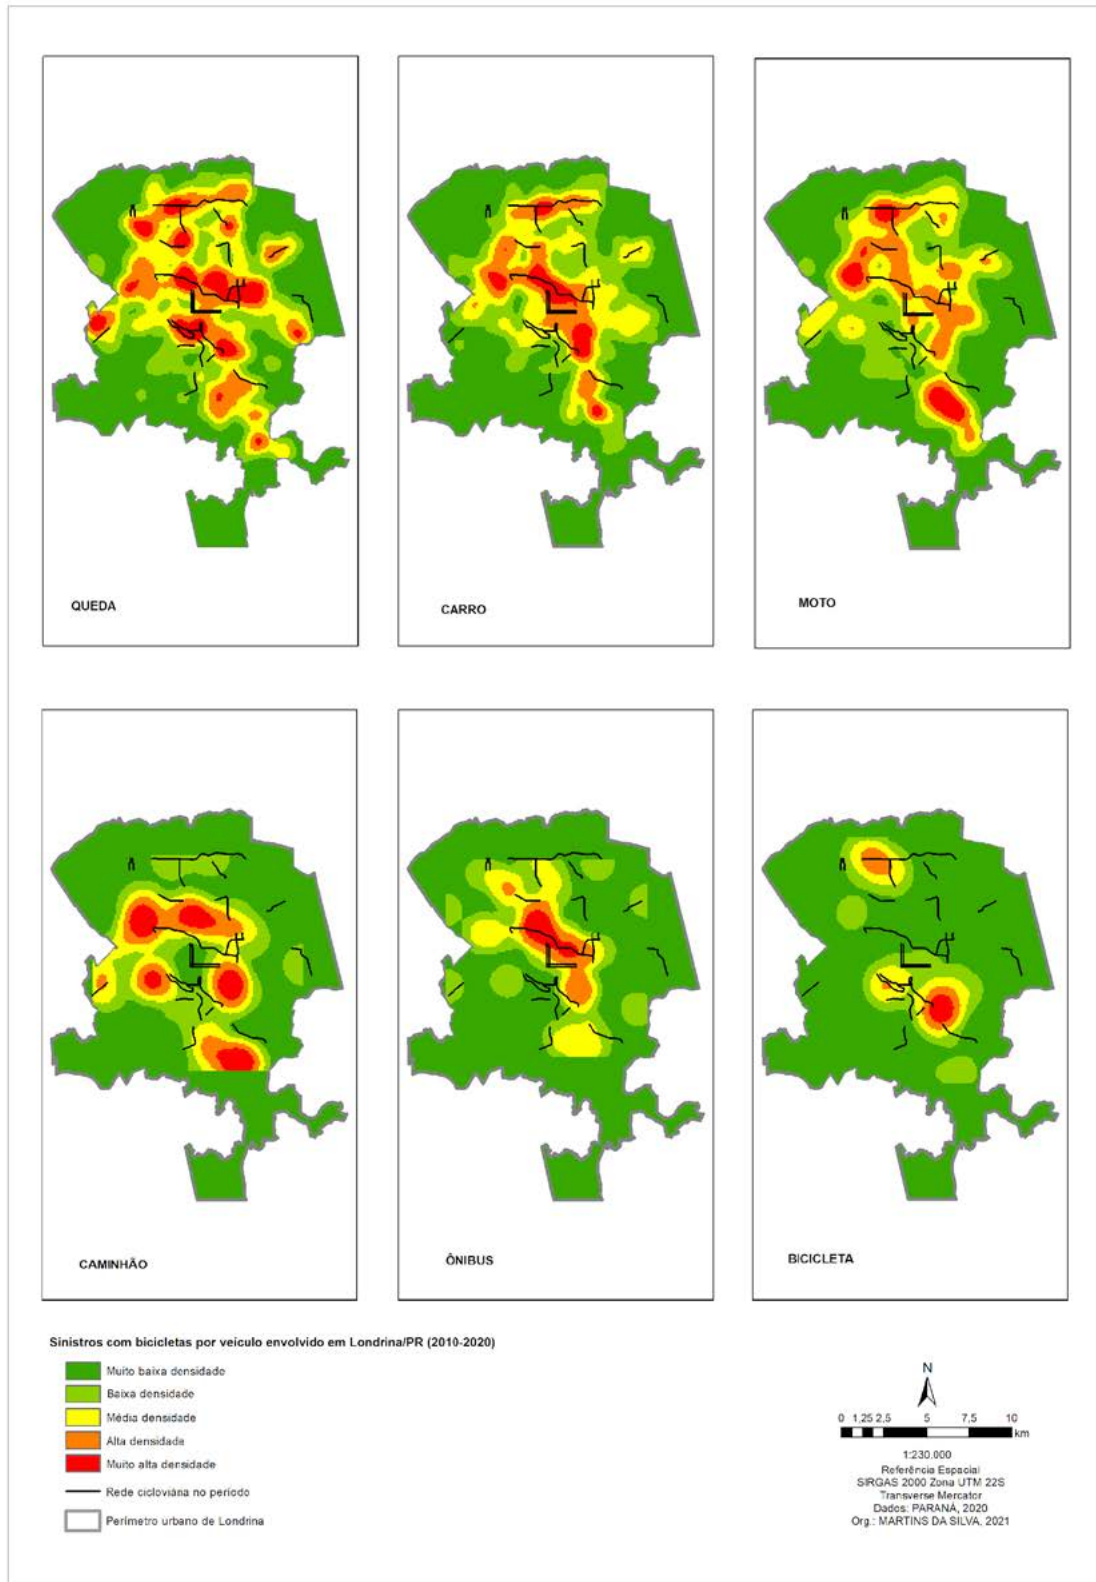 QUEDA
CARRO
MOTO
CAMINHÃO
ÔNIBUS
BICICLETA
Sinistros com bicicletas por veículo envolvido em Londrina/PR (2010-2020)
Muito baixa densidade
Baixa densidade
Média densidade
Alta densidade
Muito alta densidade
Rede cicloviária no período
Perímetro urbano de Londrina
N
0 1,25 2,5 5 7,5 10
km
1:230.000
Referência Espacial
SIRGAS 2000 Zona UTM 22S
Transverse Mercator
Dados: PARANÁ, 2020
Org.: MARTINS DA SILVA, 2021